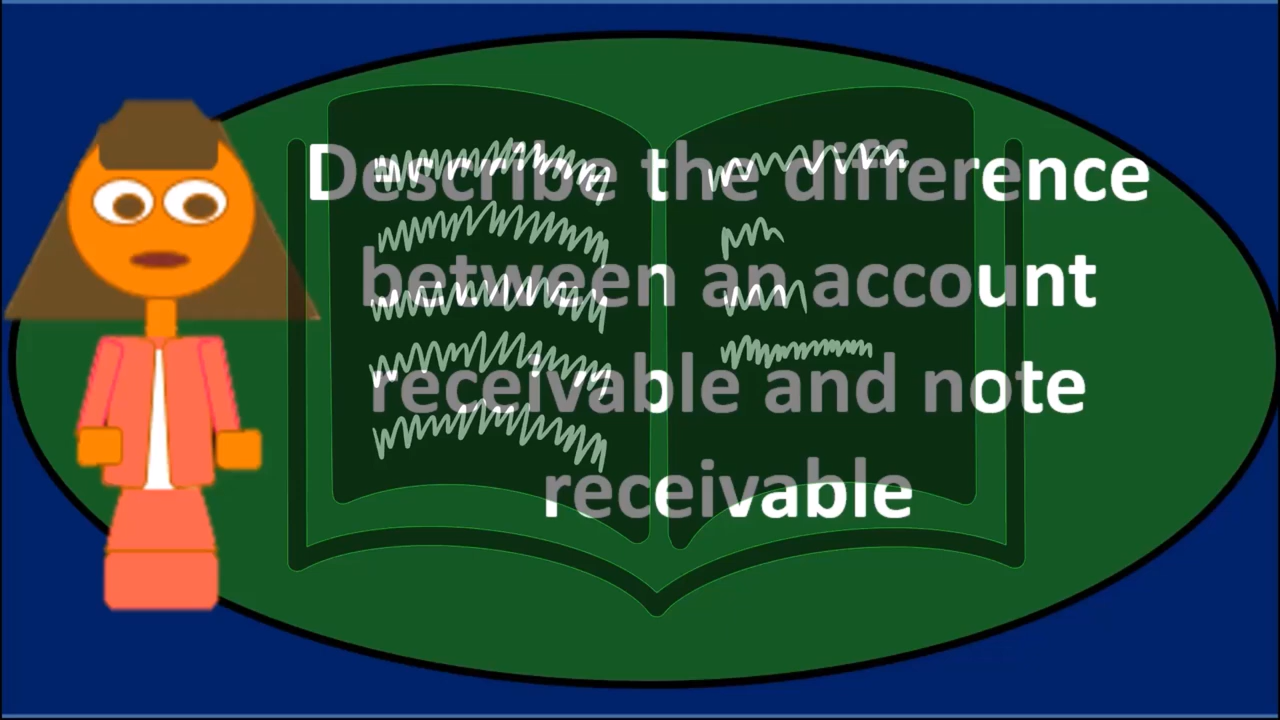 Describe the difference
between an account
receivable and note
receivable